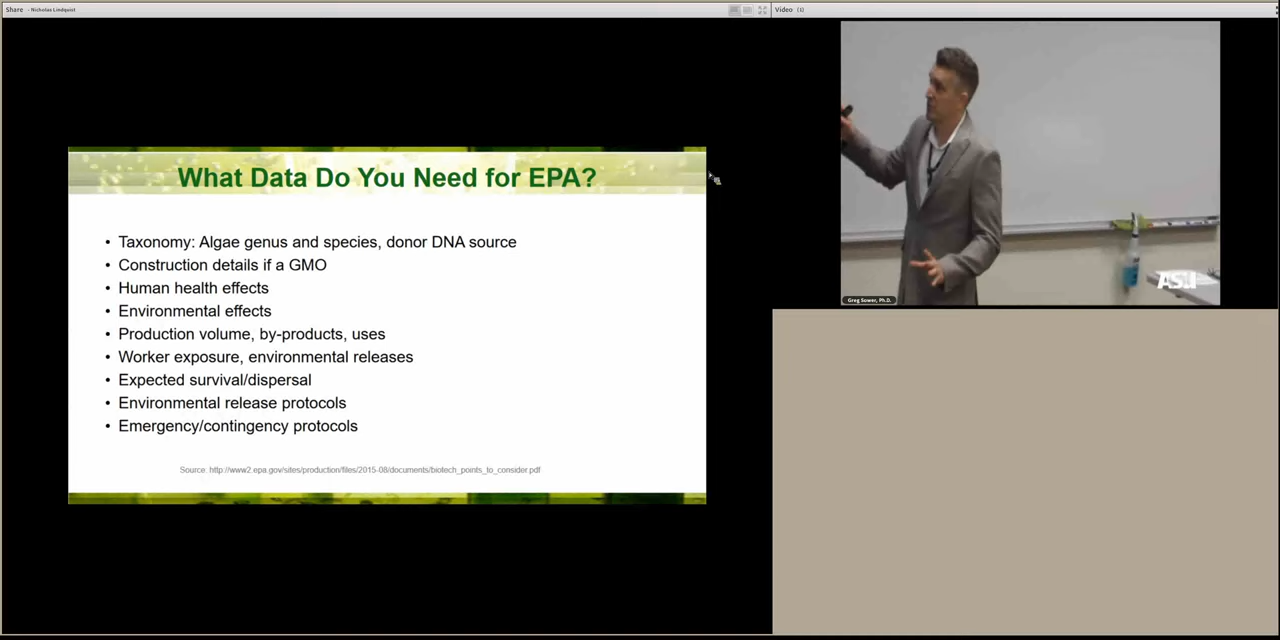 Share - Nicholas Lindquist
Video (1)
What Data Do You Need for EPA?
• Taxonomy: Algae genus and species, donor DNA source
• Construction details if a GMO
• Human health effects
• Environmental effects
• Production volume, by-products, uses
• Worker exposure, environmental releases
• Expected survival/dispersal
• Environmental release protocols
• Emergency/contingency protocols
Source: http://www2.epa.gov/sites/production/files/2015-08/documents/biotech_points_to_consider.pdf
ASU
Greg Sower, Ph.D.